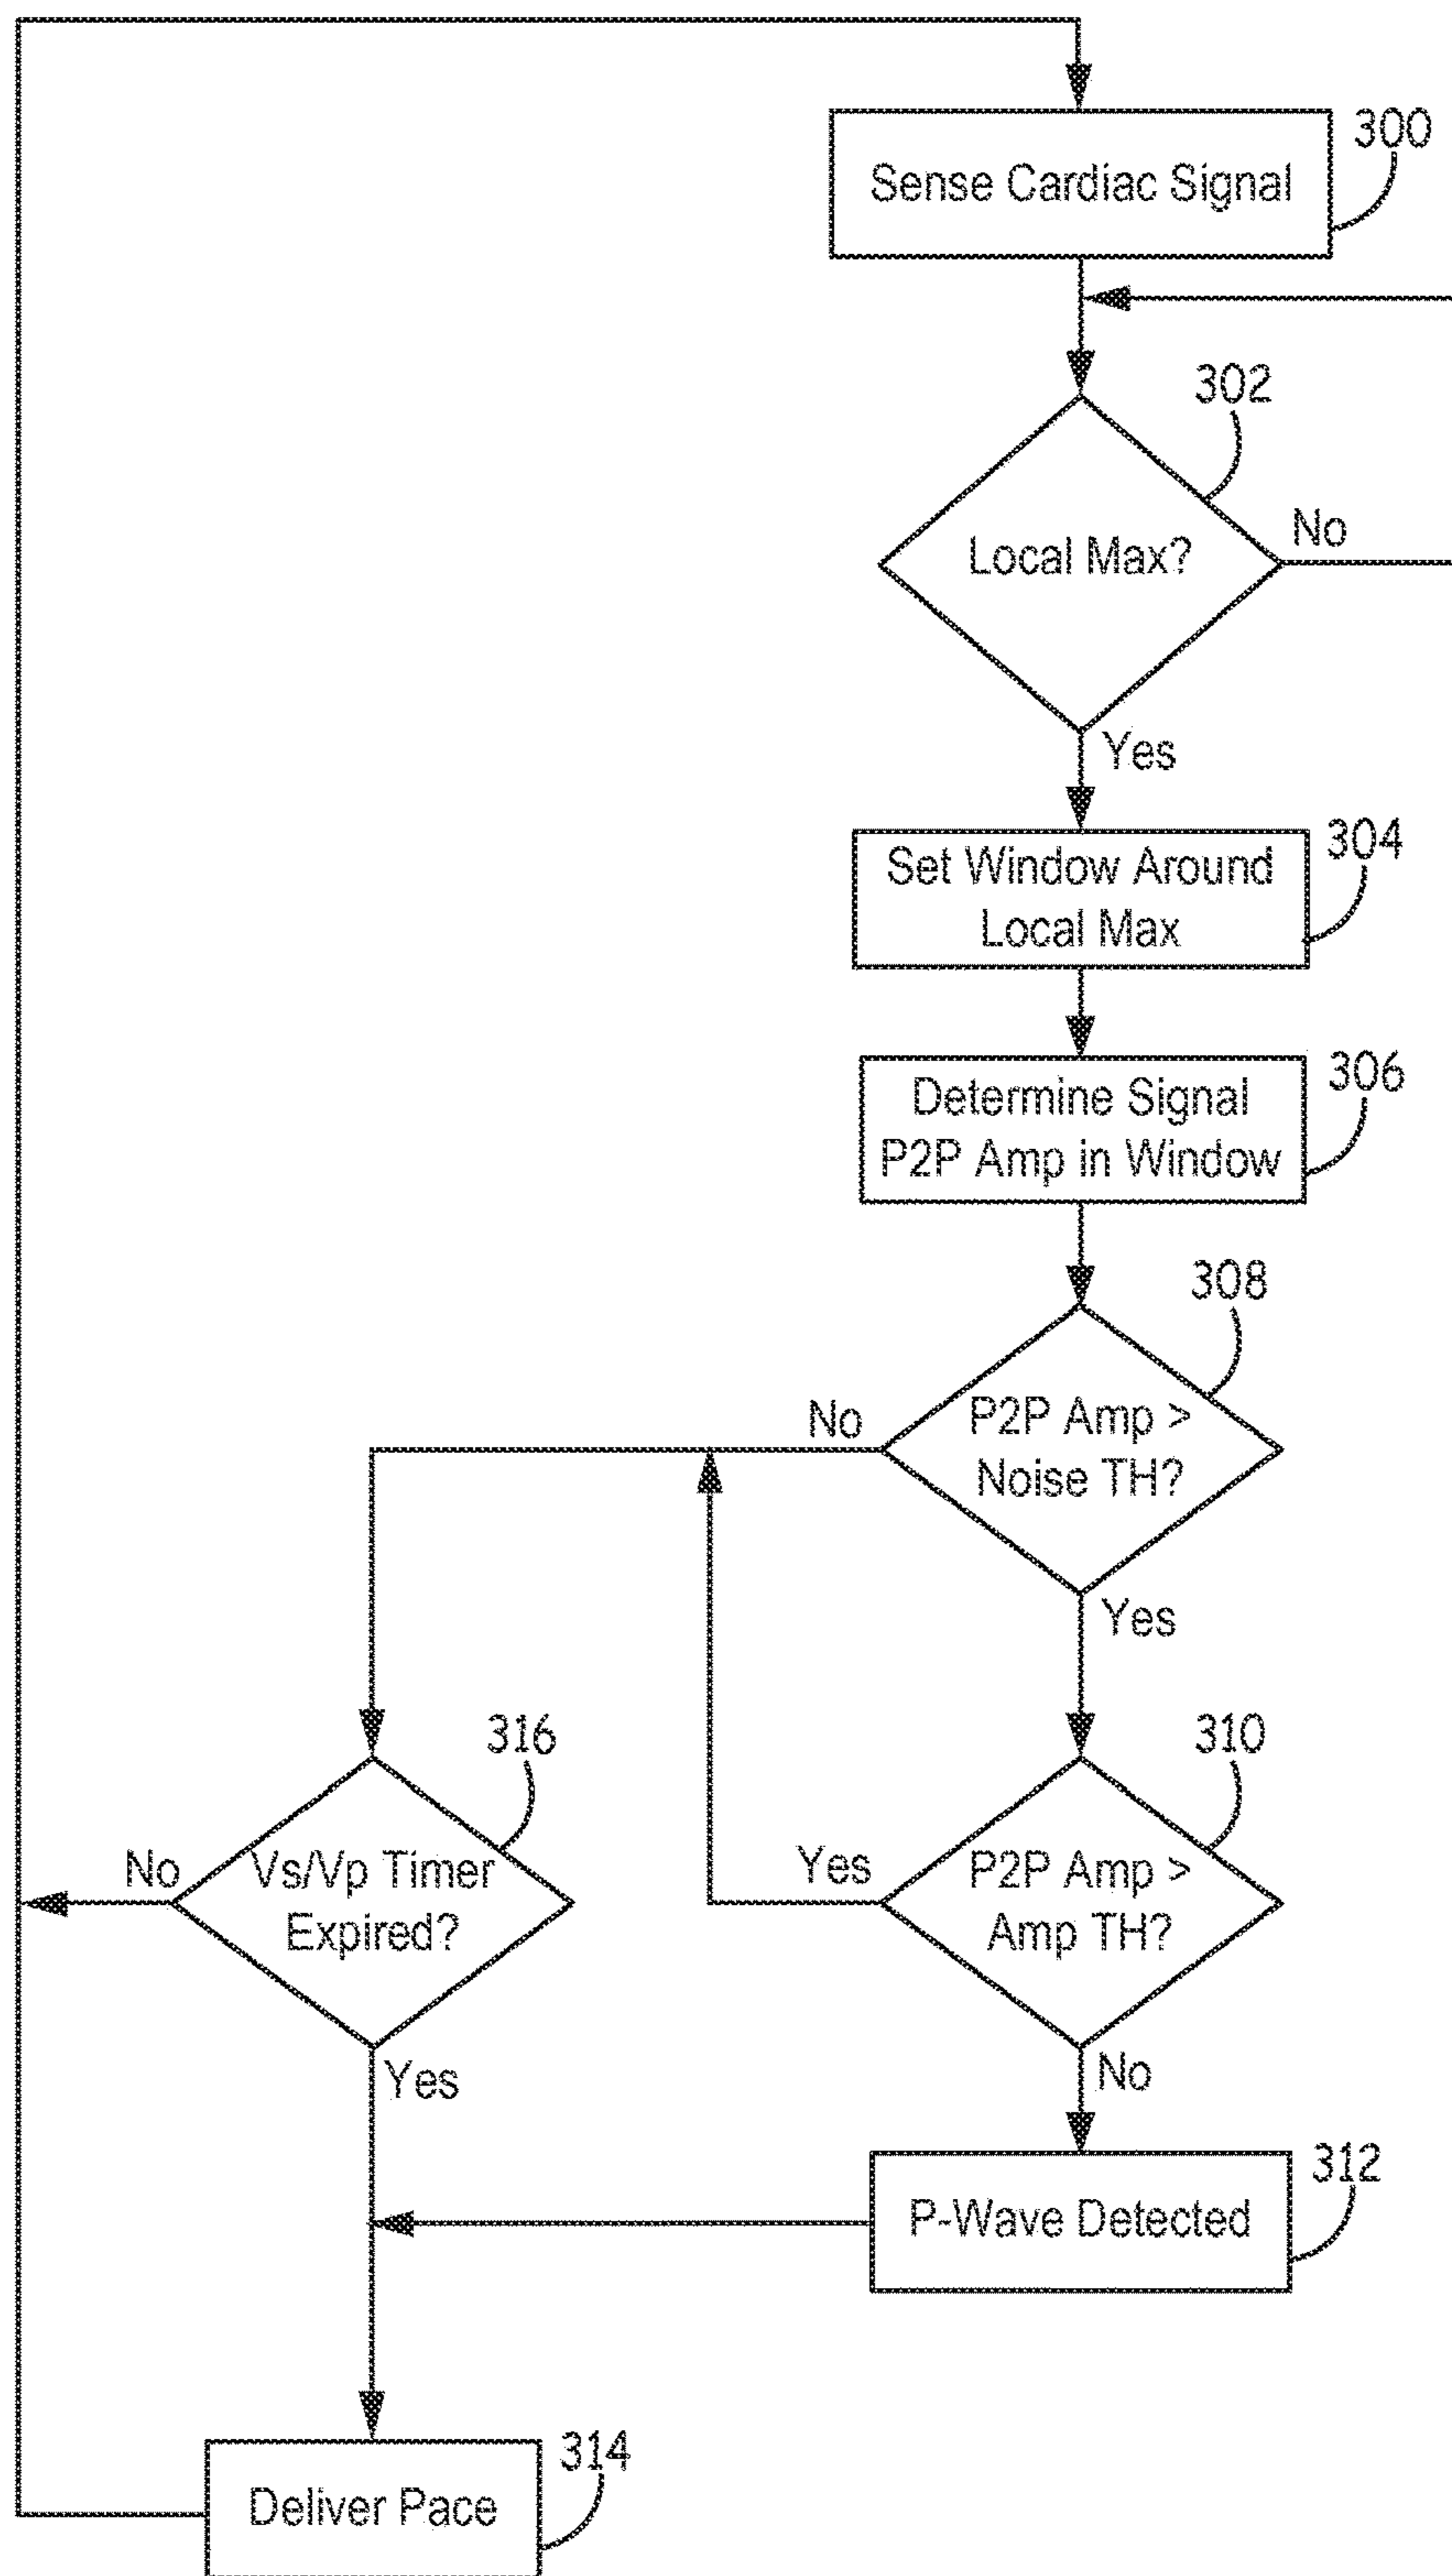 300
Sense Cardiac Signal
302
Local Max?
No
Yes
304
Set Window Around
Local Max
306
Determine Signal
P2P Amp in Window
308
No
P2P Amp >
Noise TH?
Yes
316
310
No
Vs/Vp Timer
Expired?
Yes
P2P Amp >
Amp TH?
Yes
No
312
P-Wave Detected
314
Deliver Pace